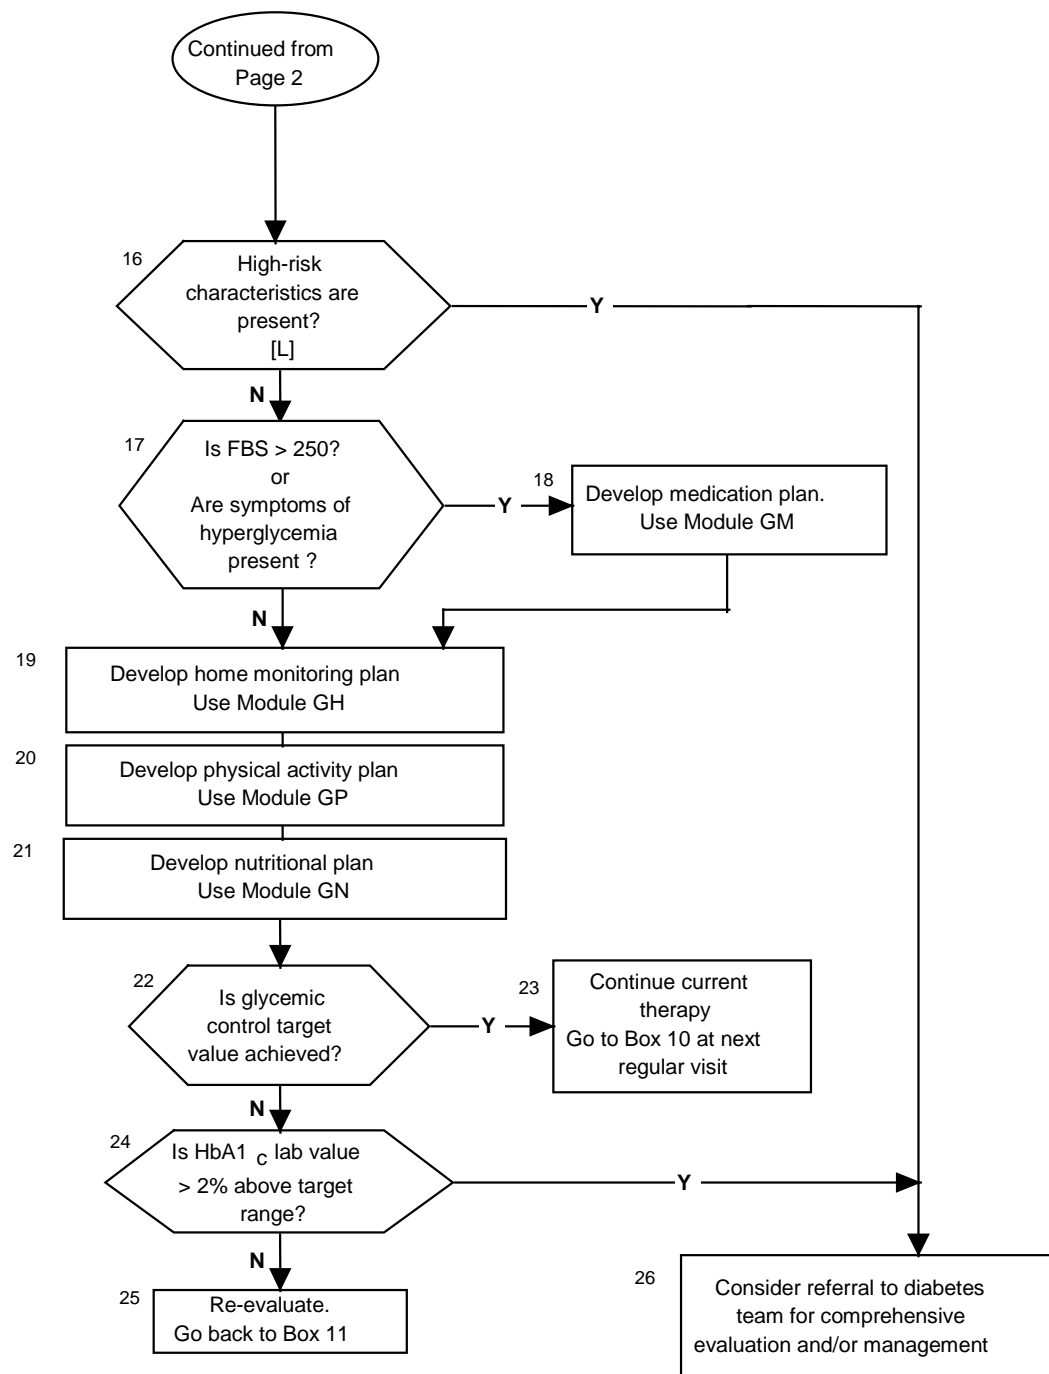 Continued from
Page 2
16
High-risk
characteristics are
present?
[L]
Y
N
17
Is FBS > 250?
or
Are symptoms of
hyperglycemia
present ?
Y
18
Develop medication plan.
Use Module GM
N
19
Develop home monitoring plan
Use Module GH
20
Develop physical activity plan
Use Module GP
21
Develop nutritional plan
Use Module GN
22
Is glycemic
control target
value achieved?
Y
23
Continue current
therapy
Go to Box 10 at next
regular visit
N
24
Is HbA1 c lab value
> 2% above target
range?
Y
N
25
Re-evaluate.
Go back to Box 11
26
Consider referral to diabetes
team for comprehensive
evaluation and/or management